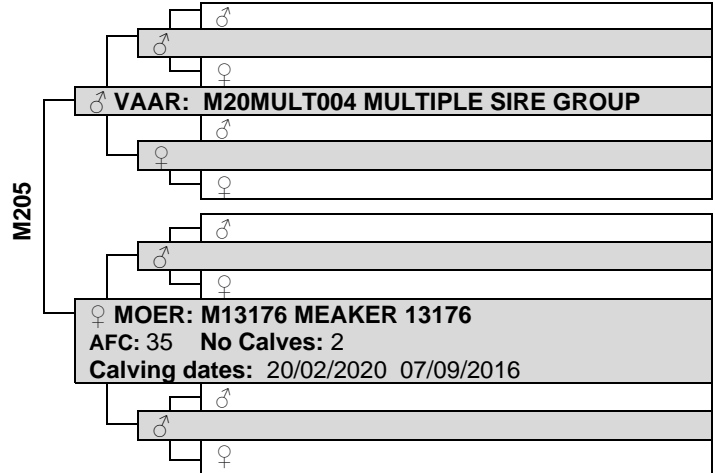 ♂
♂
♀
♂ VAAR: M20MULT004 MULTIPLE SIRE GROUP
♂
♀
♀
M205
♂
♂
♀
♀ MOER: M13176 MEAKER 13176
AFC: 35 No Calves: 2
Calving dates: 20/02/2020 07/09/2016
♂
♂
♀